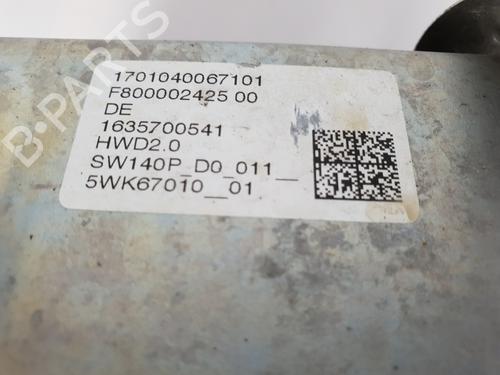 1701040067101
F800002425 00
DE
1635700541
HWD2.0
SW140P_D0_011__
5WK67010__01
B-PARTS